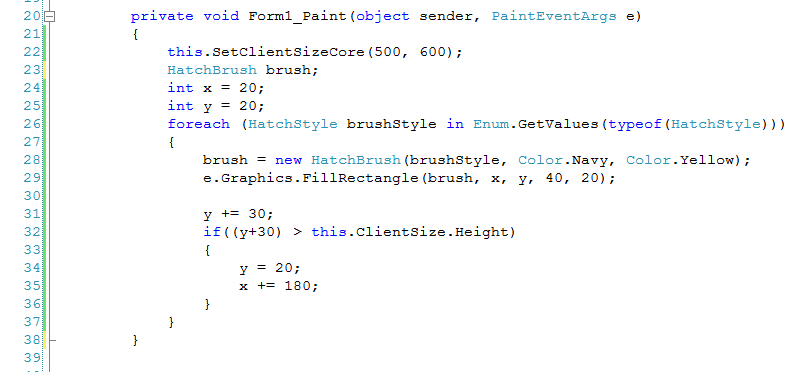 20 private void Form1_Paint(object sender, PaintEventArgs e)
21 {
22 this.SetClientSizeCore(500, 600);
23 HatchBrush brush;
24 int x = 20;
25 int y = 20;
26 foreach (HatchStyle brushStyle in Enum.GetValues(typeof(HatchStyle)))
27 {
28 brush = new HatchBrush(brushStyle, Color.Navy, Color.Yellow);
29 e.Graphics.FillRectangle(brush, x, y, 40, 20);
30
31 y += 30;
32 if((y+30) > this.ClientSize.Height)
33 {
34 y = 20;
35 x += 180;
36 }
37 }
38 }
39